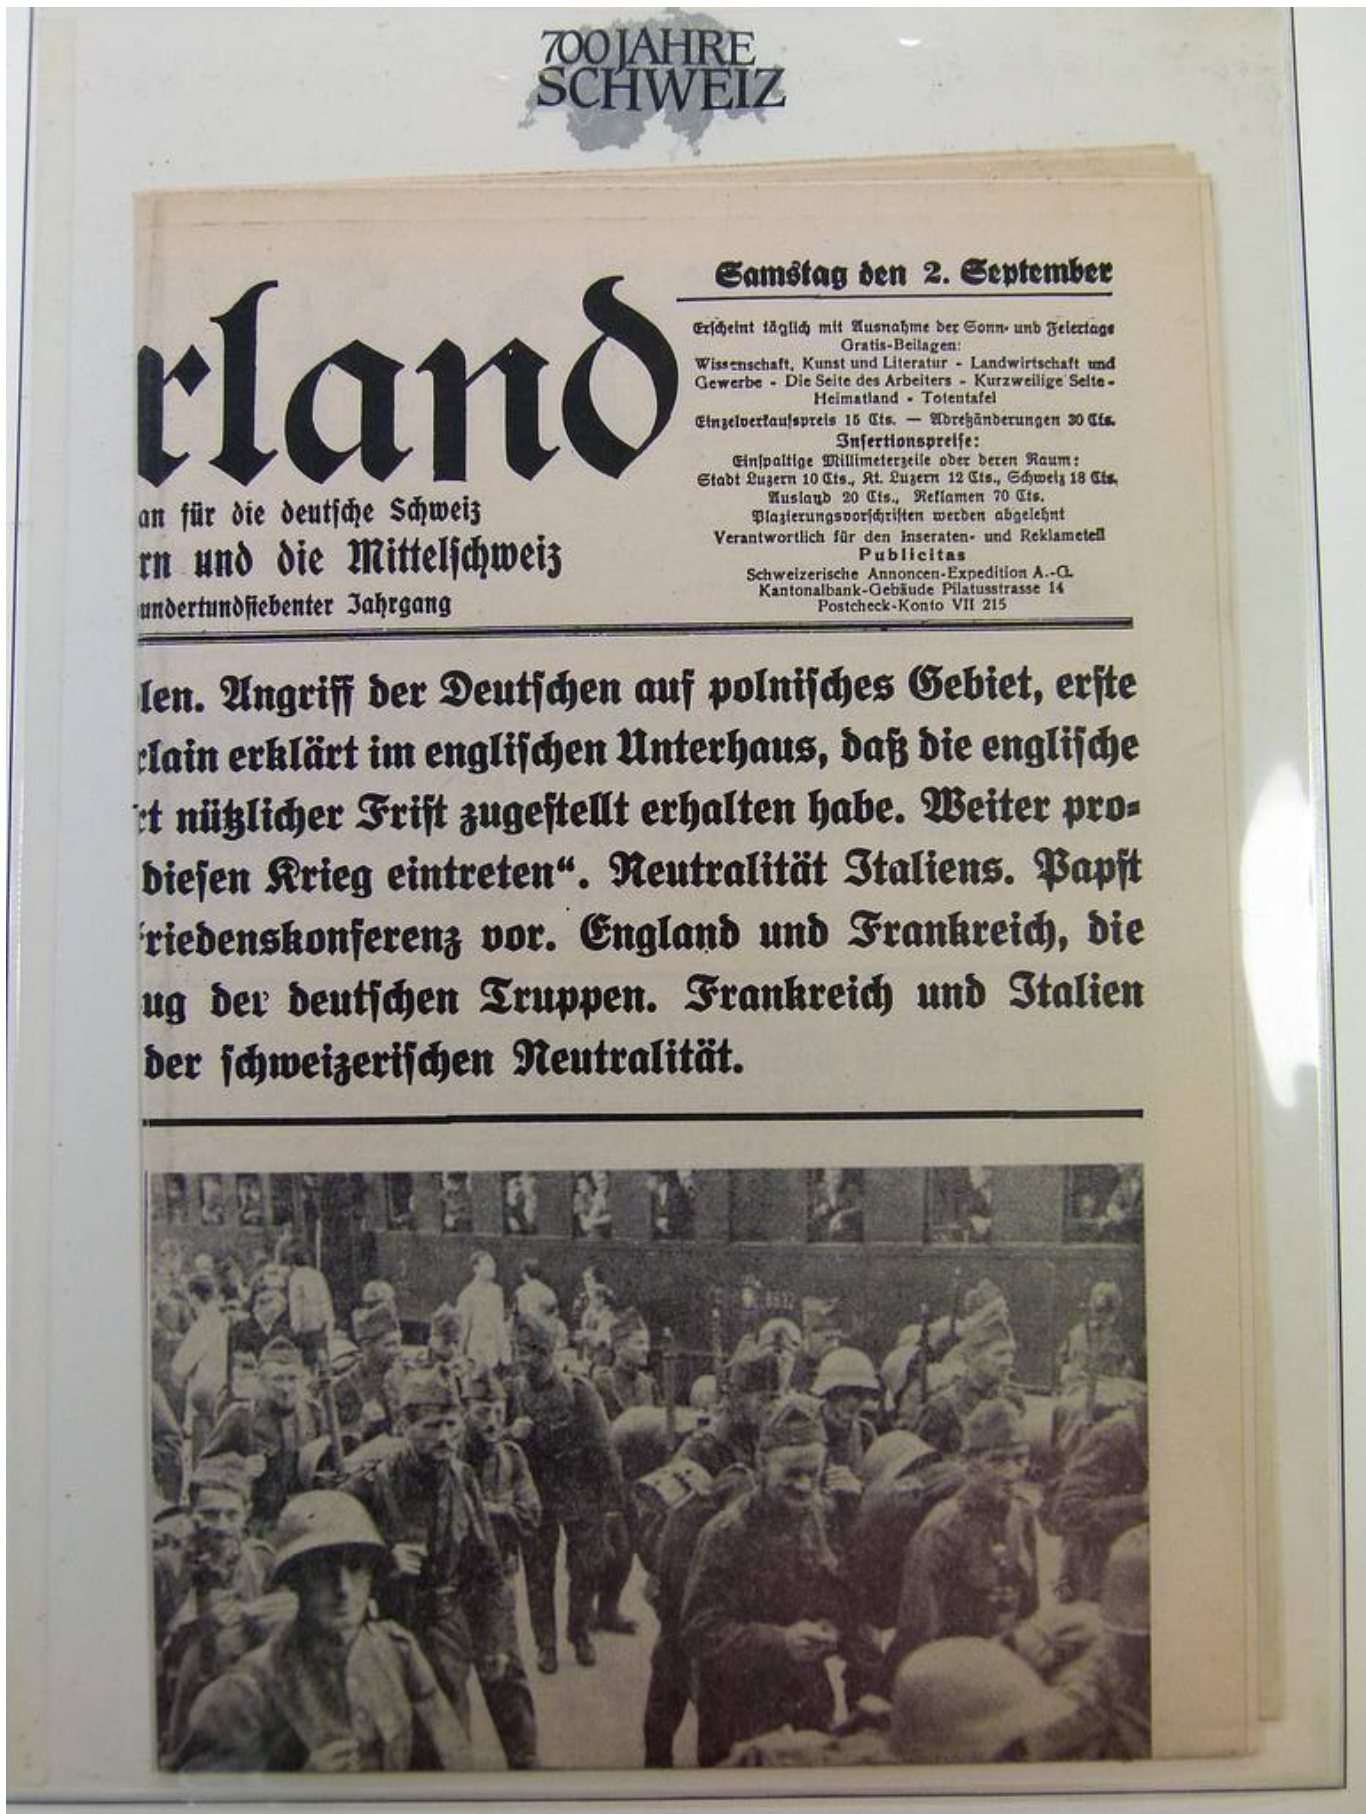 700 JAHRE
SCHWEIZ
Samstag den 2. September
rland
Erscheint täglich mit Ausnahme der Sonn- und Feiertage
Gratis-Beilagen:
Wissenschaft, Kunst und Literatur - Landwirtschaft und
Gewerbe - Die Seite des Arbeiters - Kurzweilige Seite -
Heimatland - Totentafel
Einzelverkaufspreis 15 Cts. — Adreßänderungen 30 Cts.
Insertionspreise:
Einspaltige Millimeterzeile oder deren Raum:
Stadt Luzern 10 Cts., Kt. Luzern 12 Cts., Schweiz 18 Cts.
Ausland 20 Cts., Reklamen 70 Cts.
Plazierungsvorschriften werden abgelehnt
Verantwortlich für den Inseraten- und Reklameteil
Publicitas
Schweizerische Annoncen-Expedition A.-G.
Kantonalbank-Gebäude Pilatusstrasse 14
Postcheck-Konto VII 215
an für die deutsche Schweiz
rn und die Mittelschweiz
undertundsiebenter Jahrgang
len. Angriff der Deutschen auf polnisches Gebiet, erste
rlain erklärt im englischen Unterhaus, daß die englische
rt nützlicher Frist zugestellt erhalten habe. Weiter pro-
diesen Krieg eintreten“. Neutralität Italiens. Papst
riedenskonferenz vor. England und Frankreich, die
ug der deutschen Truppen. Frankreich und Italien
der schweizerischen Neutralität.